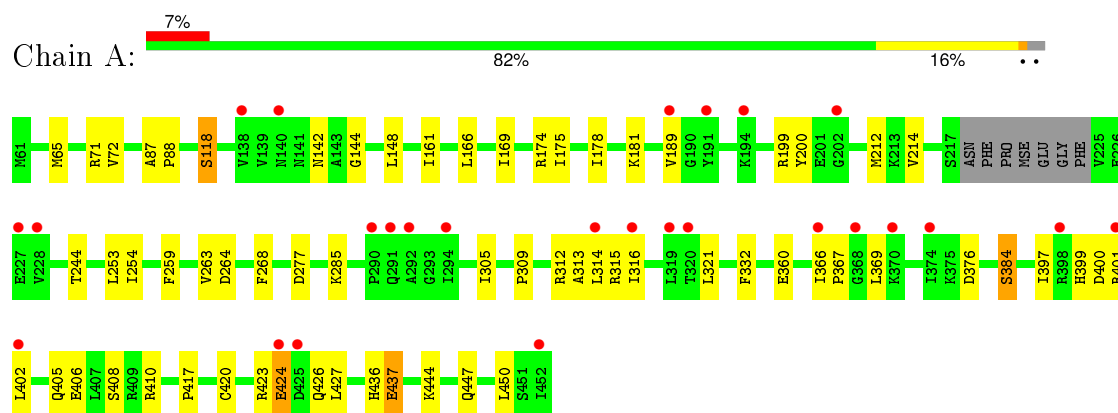 7%
Chain A:
82% 16% • •
M61 M65 R71 V72 A87 P88 S118 V138 V139 N140 N141 N142 A143 G144 L148 I161 L166 I169 R174 I175 I178 K181 V189 G190 Y191 K194 R199 Y200 E201 G202 M212 K213 V214 S217 ASN PHE PRO MSE GLU GLY PHE V225 E226
E227 V228 T244 L253 I254 F259 V263 D264 F268 D277 K285 P290 Q291 A292 G293 I294 I305 P309 R312 A313 L314 R315 I316 L319 T320 L321 F332 E360 I366 P367 G368 L369 K370 I374 K375 D376 S384 I397 R398 H399 D400 R401
L402 Q405 E406 L407 S408 R409 R410 P417 C420 R423 E424 D425 Q426 L427 H436 E437 K444 Q447 L450 S451 I452